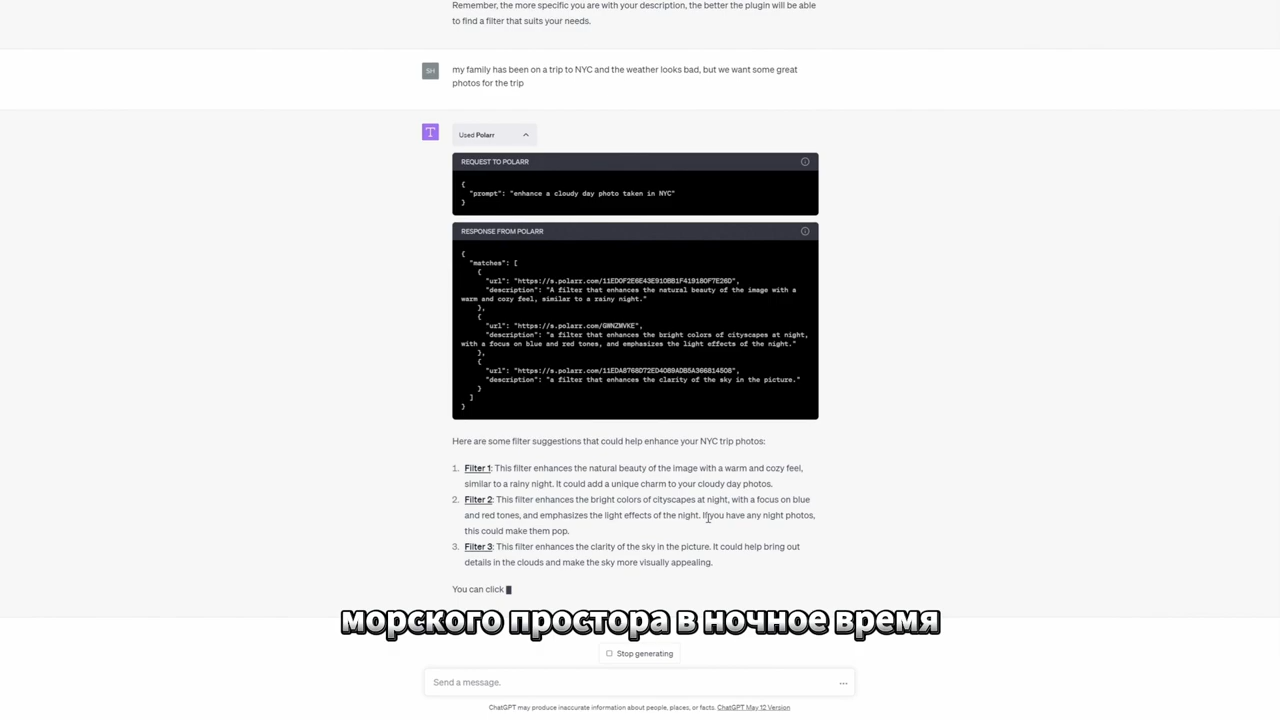 Remember, the more specific you are with your description, the better the plugin will be able
to find a filter that suits your needs.
SH
my family has been on a trip to NYC and the weather looks bad, but we want some great
photos for the trip
T
Used Polarr
REQUEST TO POLARR
{
"prompt": "enhance a cloudy day photo taken in NYC"
}
RESPONSE FROM POLARR
{
"matches": [
{
"url": "https://s.polarr.com/11EDOF2E6E43E910BB1F41918OF7E26D",
"description": "A filter that enhances the natural beauty of the image with a
warm and cozy feel, similar to a rainy night."
},
{
"url": "https://s.polarr.com/GWNZMVKE",
"description": "a filter that enhances the bright colors of cityscapes at night,
with a focus on blue and red tones, and emphasizes the light effects of the night."
},
{
"url": "https://s.polarr.com/11EDA8768D72ED4089ADB5A366814508",
"description": "a filter that enhances the clarity of the sky in the picture."
}
]
}
Here are some filter suggestions that could help enhance your NYC trip photos:
1. Filter 1: This filter enhances the natural beauty of the image with a warm and cozy feel,
similar to a rainy night. It could add a unique charm to your cloudy day photos.
2. Filter 2: This filter enhances the bright colors of cityscapes at night, with a focus on blue
and red tones, and emphasizes the light effects of the night. If you have any night photos,
this could make them pop.
3. Filter 3: This filter enhances the clarity of the sky in the picture. It could help bring out
details in the clouds and make the sky more visually appealing.
You can click
морского простора в ночное время
Stop generating
Send a message.
ChatGPT may produce inaccurate information about people, places, or facts. ChatGPT May 12 Version